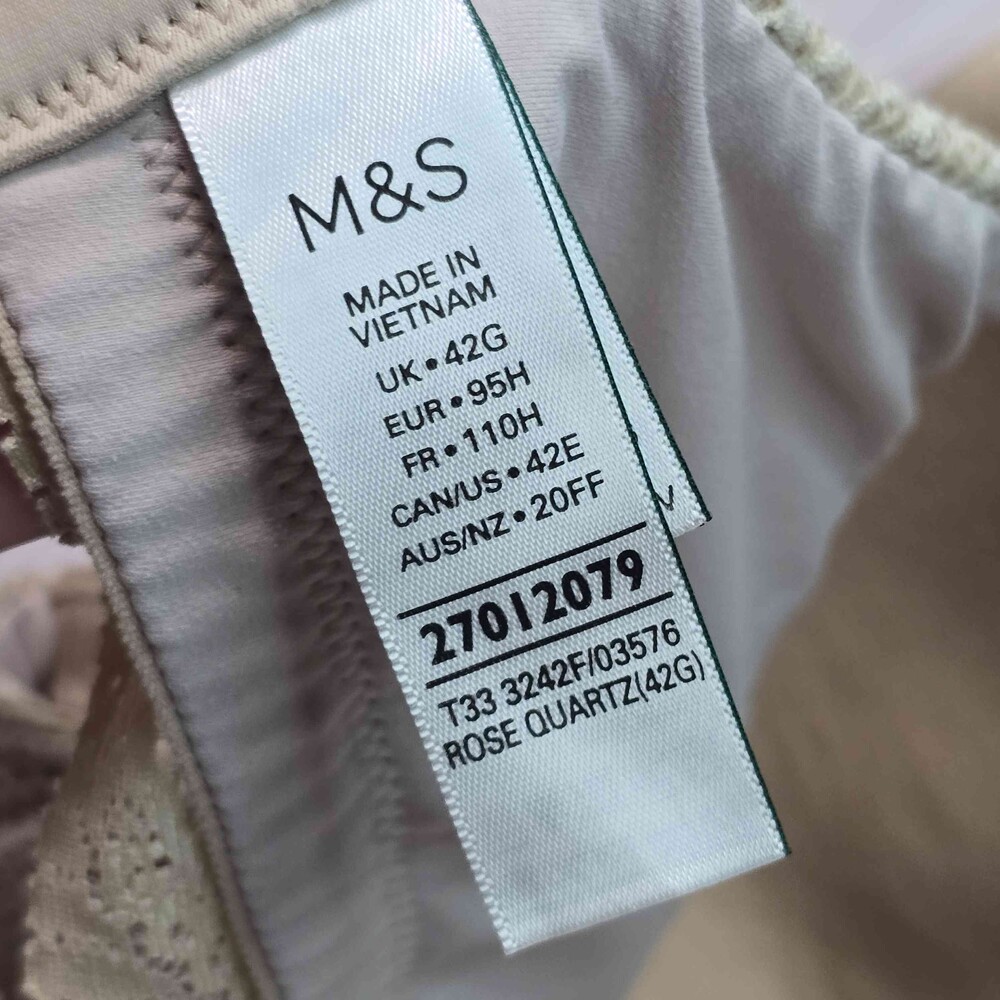 M&S
MADE IN
VIETNAM
UK•42G
EUR•95H
FR•110H
CAN/US•42E
AUS/NZ•20FF
27012079
T33 3242F/03576
ROSE QUARTZ(42G)